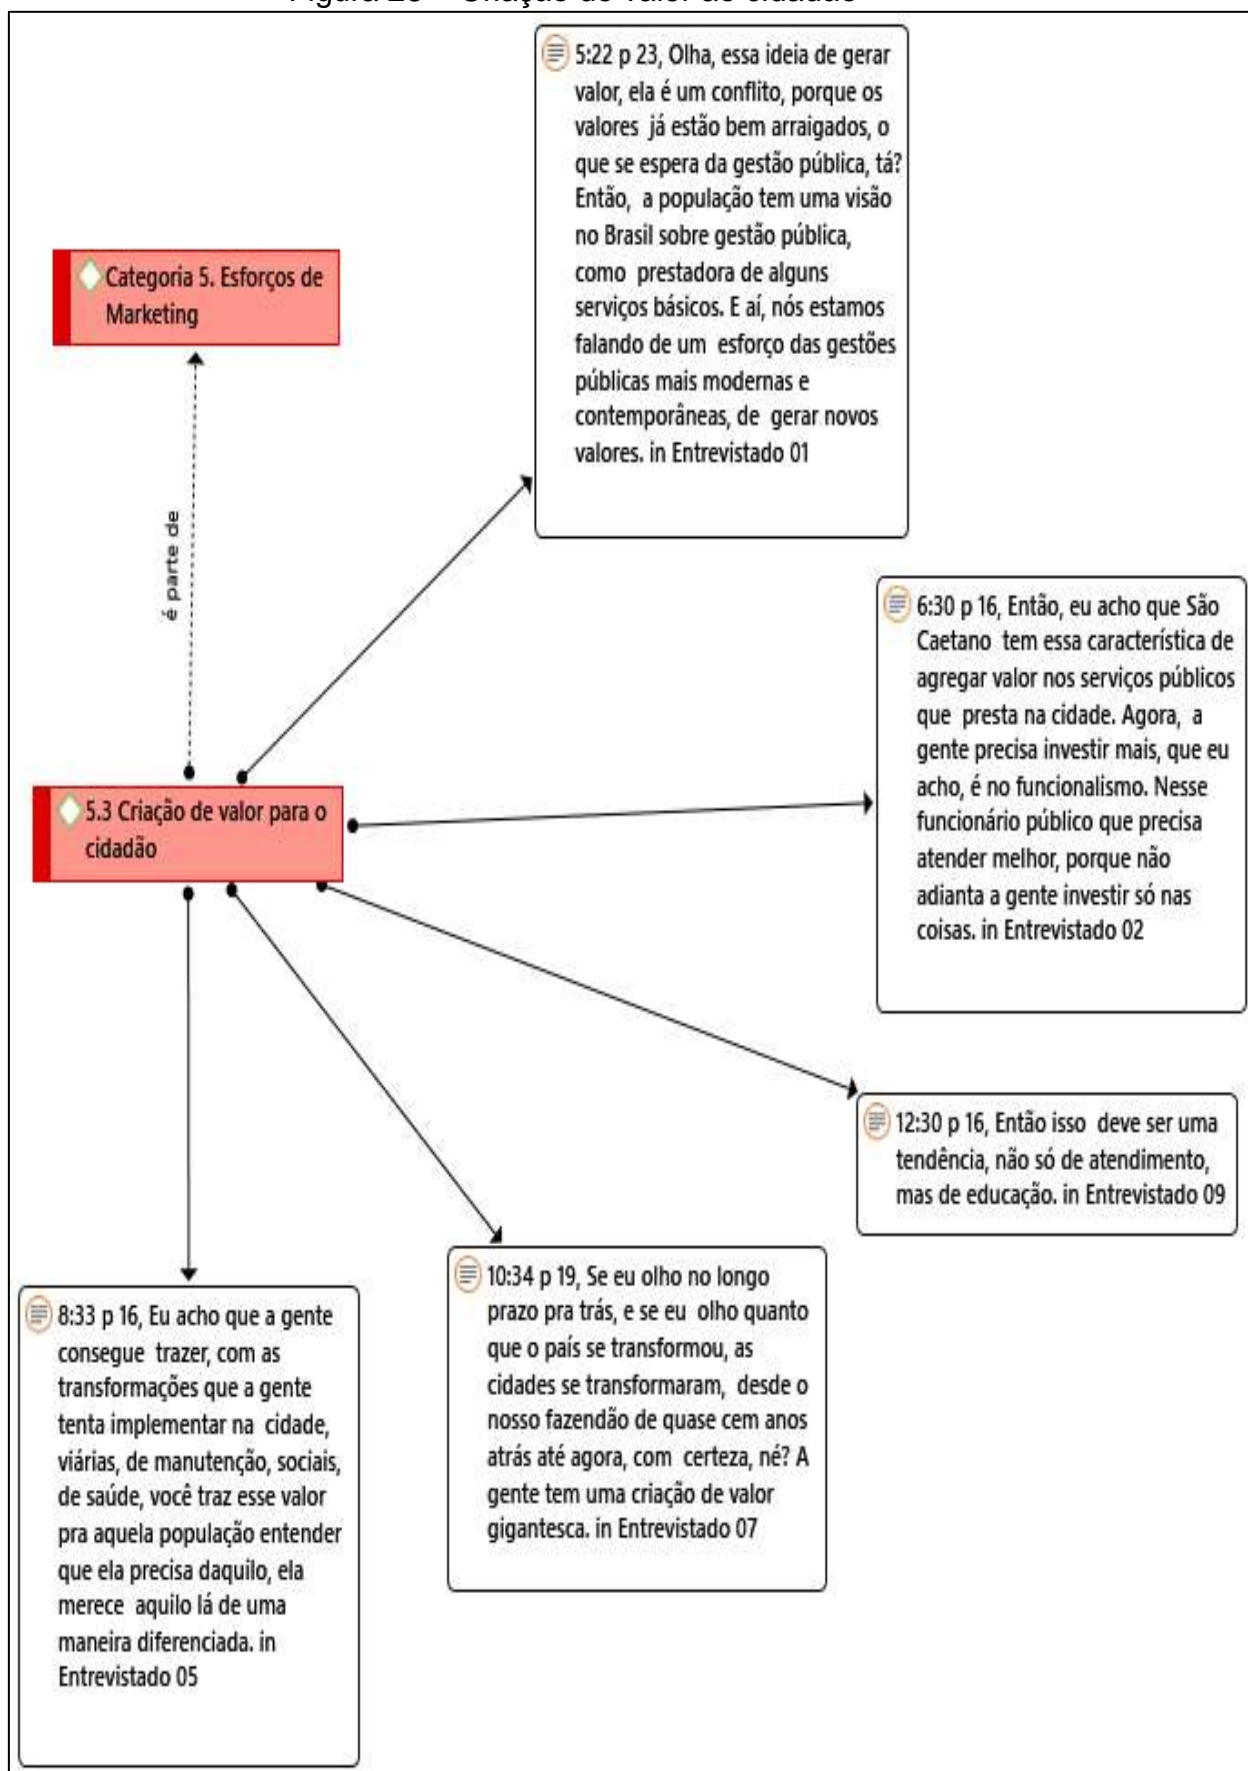 5:22 p 23, Olha, essa ideia de gerar
valor, ela é um conflito, porque os
valores já estão bem arraigados, o
que se espera da gestão pública, tá?
Então, a população tem uma visão
no Brasil sobre gestão pública,
como prestadora de alguns
serviços básicos. E aí, nós estamos
falando de um esforço das gestões
públicas mais modernas e
contemporâneas, de gerar novos
valores. in Entrevistado 01
Categoria 5. Esforços de
Marketing
é parte de
6:30 p 16, Então, eu acho que São
Caetano tem essa característica de
agregar valor nos serviços públicos
que presta na cidade. Agora, a
gente precisa investir mais, que eu
acho, é no funcionalismo. Nesse
funcionário público que precisa
atender melhor, porque não
adianta a gente investir só nas
coisas. in Entrevistado 02
5.3 Criação de valor para o
cidadão
12:30 p 16, Então isso deve ser uma
tendência, não só de atendimento,
mas de educação. in Entrevistado 09
10:34 p 19, Se eu olho no longo
prazo pra trás, e se eu olho quanto
que o país se transformou, as
cidades se transformaram, desde o
nosso fazendão de quase cem anos
atrás até agora, com certeza, né? A
gente tem uma criação de valor
gigantesca. in Entrevistado 07
8:33 p 16, Eu acho que a gente
consegue trazer, com as
transformações que a gente
tenta implementar na cidade,
viárias, de manutenção, sociais,
de saúde, você traz esse valor
pra aquela população entender
que ela precisa daquilo, ela
merece aquilo lá de uma
maneira diferenciada. in
Entrevistado 05